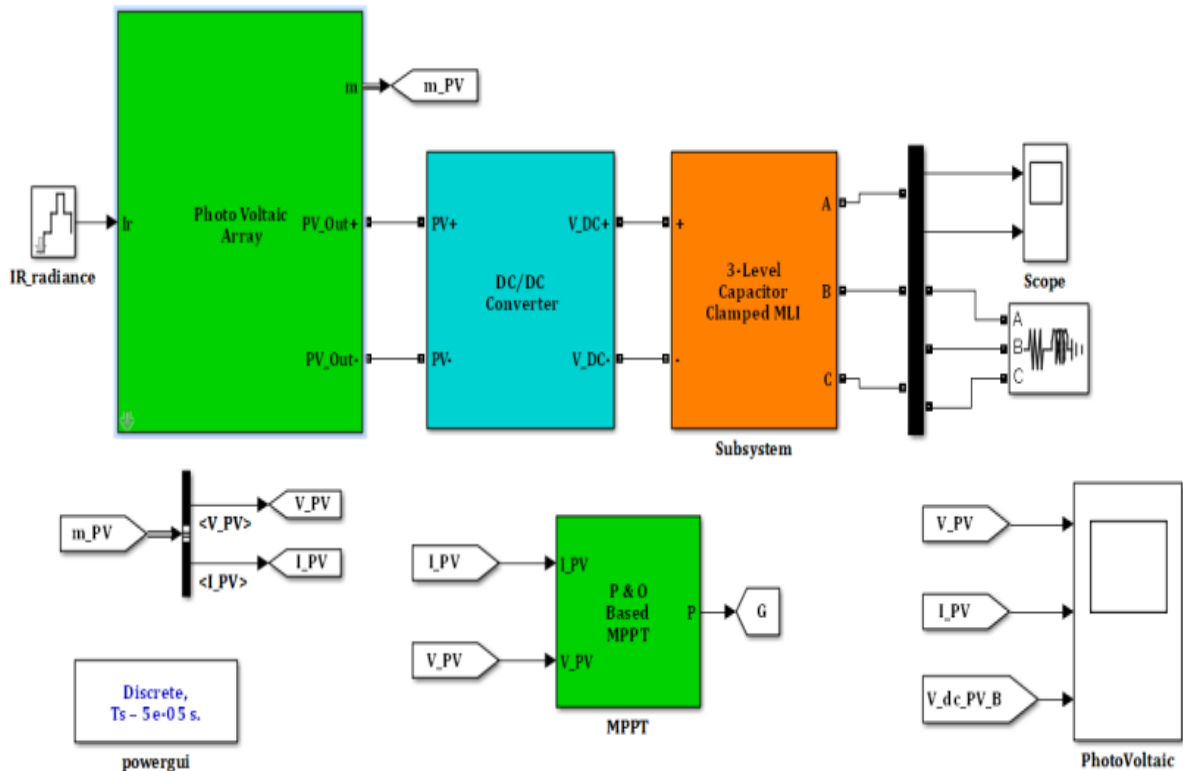 m
m_PV
Ir
Photo Voltaic
Array
PV_Out+
PV_Out-
IR_radiance
PV+
PV-
DC/DC
Converter
V_DC+
V_DC-
+
-
3-Level
Capacitor
Clamped MLI
A
B
C
Subsystem
Scope
A
B
C
m_PV
<V_PV>
<I_PV>
V_PV
I_PV
I_PV
V_PV
I_PV
V_PV
P & O
Based
MPPT
P
G
MPPT
V_PV
I_PV
V_dc_PV_B
PhotoVoltaic
Discrete,
Ts = 5e-05 s.
powergui